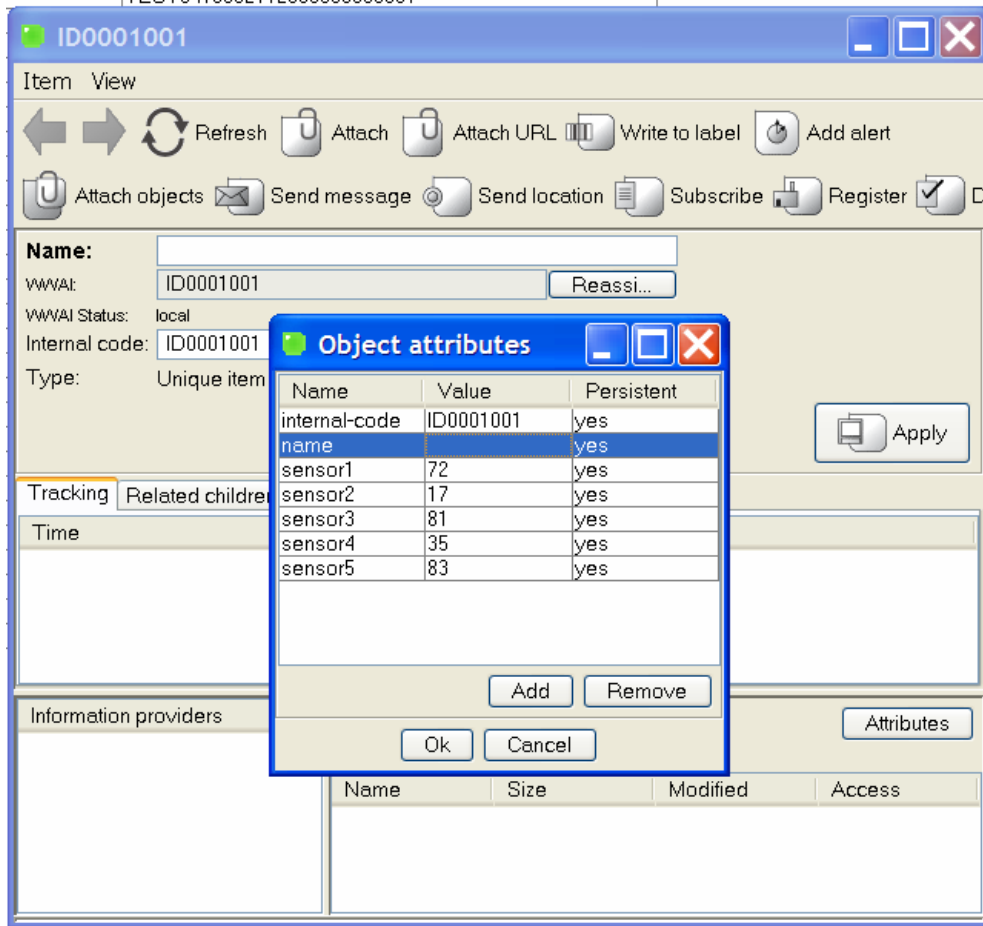 ID0001001
Item View
Refresh Attach Attach URL Write to label Add alert
Attach objects Send message Send location Subscribe Register D
Name:
WWAI: ID0001001 Reassi...
WWAI Status: local
Internal code: ID0001001
Type: Unique item
Apply
Tracking Related childre
Time
Information providers
Attributes
Name Size Modified Access
Object attributes
Name Value Persistent
internal-code ID0001001 yes
name yes
sensor1 72 yes
sensor2 17 yes
sensor3 81 yes
sensor4 35 yes
sensor5 83 yes
Add Remove
Ok Cancel